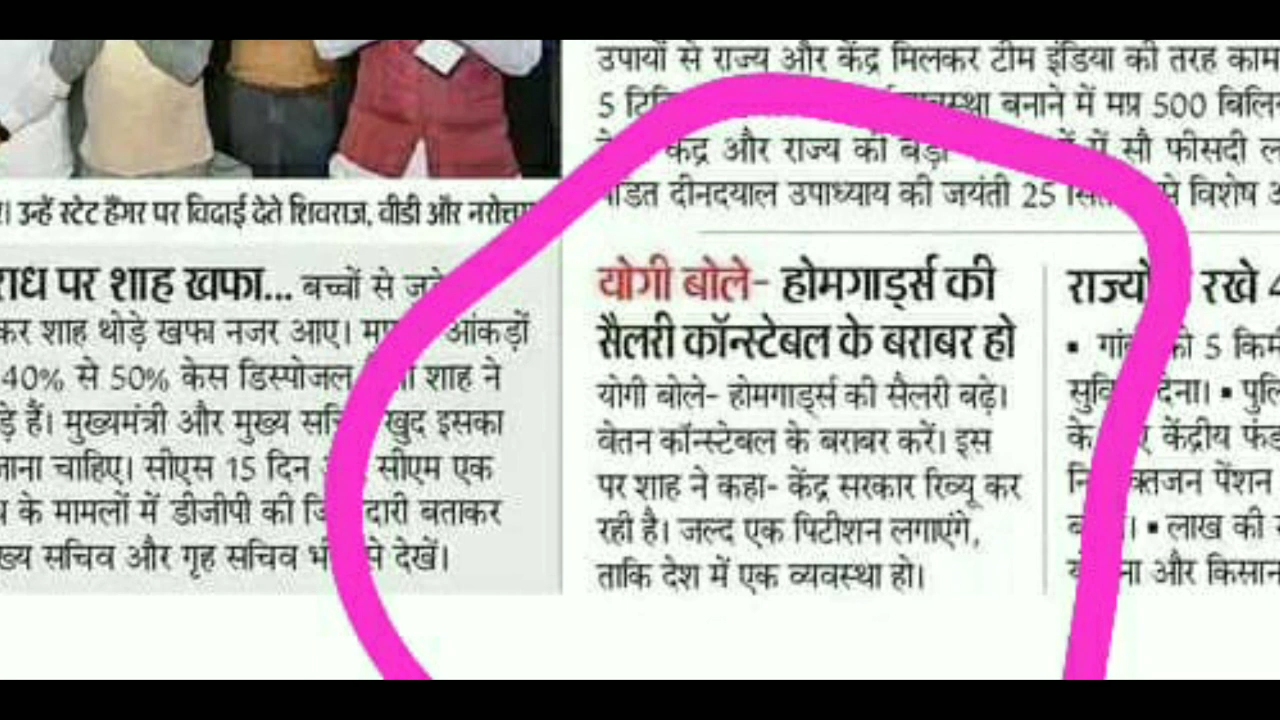 उपायों से राज्य और केंद्र मिलकर टीम इंडिया की तरह काम
5 बनाने में मप्र 500
केंद्र और राज्य की बड़ी में सौ फीसदी
दीनदयाल उपाध्याय की जयंती 25 से विशेष
उन्हें स्टेट हैंगर पर विदाई देते शिवराज, वीडी और नरोत्तम
पर शाह खफा... बच्चों से
कर शाह थोड़े खफा नजर आए। आंकड़ों
40% से 50% केस डिस्पोजल शाह ने
हैं। मुख्यमंत्री और मुख्य खुद इसका
जाना चाहिए। सीएस 15 दिन सीएम एक
के मामलों में डीजीपी की बताकर
सचिव और गृह सचिव से देखें।
योगी बोले- होमगार्ड्स की
सैलरी कॉन्स्टेबल के बराबर हो
योगी बोले- होमगार्ड्स की सैलरी बढ़े।
वेतन कॉन्स्टेबल के बराबर करें। इस
पर शाह ने कहा- केंद्र सरकार रिव्यू कर
रही है। जल्द एक पिटीशन लगाएंगे,
ताकि देश में एक व्यवस्था हो।
रखे
▪ 5 किमी
देना। ▪
के केंद्रीय फंड
पेंशन
▪ लाख की
और किसान